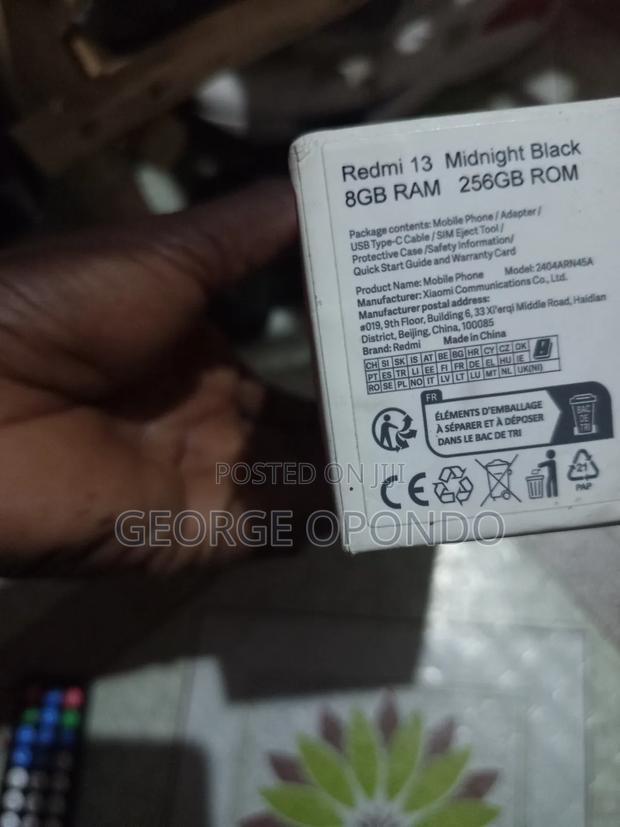 Redmi 13 Midnight Black
8GB RAM 256GB ROM
Package contents: Mobile Phone / Adapter /
USB Type-C Cable / SIM Eject Tool /
Protective Case /Safety Information/
Quick Start Guide and Warranty Card
Product Name: Mobile Phone Model: 2404ARN45A
Manufacturer: Xiaomi Communications Co., Ltd.
Manufacturer postal address:
#019, 9th Floor, Building 6, 33 Xi'erqi Middle Road, Haidian
District, Beijing, China, 100085
Brand: Redmi Made in China
CH SI SK IS AT BE BG HR CY CZ DK
PT ES TR LI EE FI FR DE EL HU IE
RO SE PL NO IT LV LT LU MT NL UK(NI)
FR
ÉLÉMENTS D'EMBALLAGE
À SÉPARER ET À DÉPOSER
DANS LE BAC DE TRI
BAC
DE
TRI
CE
21
PAP
POSTED ON JIJI
GEORGE OPONDO